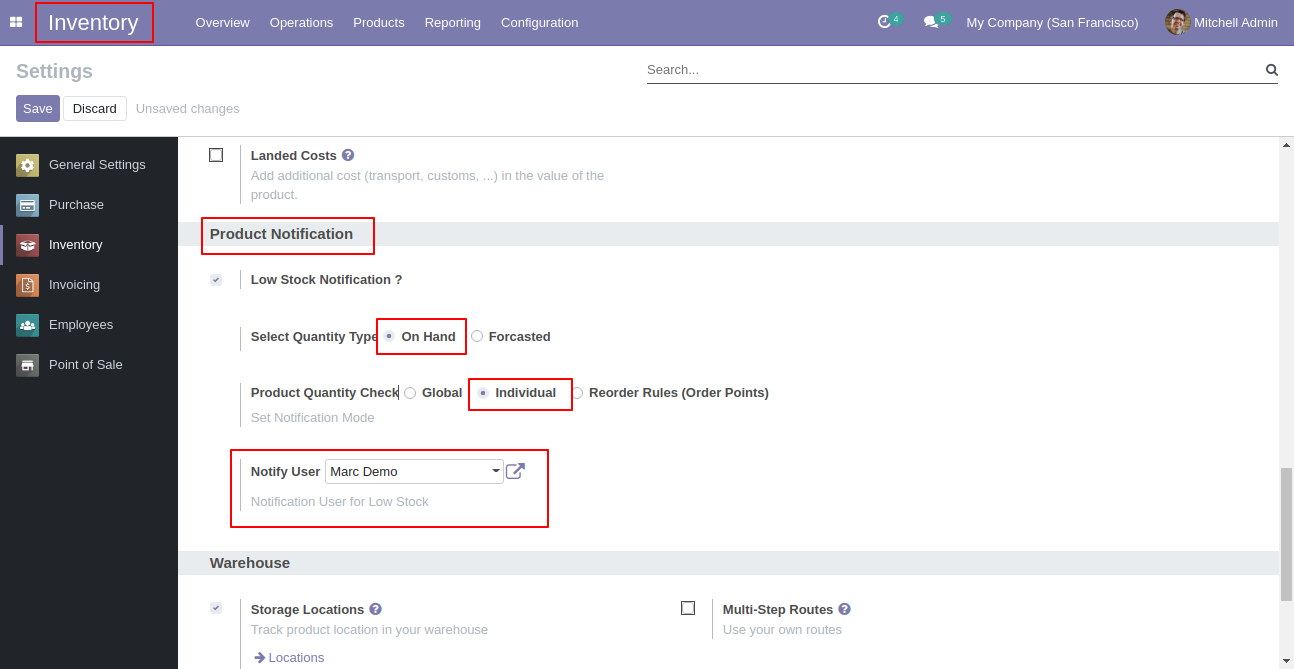 Inventory Overview Operations Products Reporting Configuration 4 5 My Company (San Francisco) Mitchell Admin
Settings
Search...
Save Discard Unsaved changes
General Settings
Purchase
Inventory
Invoicing
Employees
Point of Sale
Landed Costs ?
Add additional cost (transport, customs, ...) in the value of the
product.
Product Notification
Low Stock Notification ?
Select Quantity Type On Hand Forcasted
Product Quantity Check Global Individual Reorder Rules (Order Points)
Set Notification Mode
Notify User Marc Demo
Notification User for Low Stock
Warehouse
Storage Locations ?
Track product location in your warehouse
Locations
Multi-Step Routes ?
Use your own routes